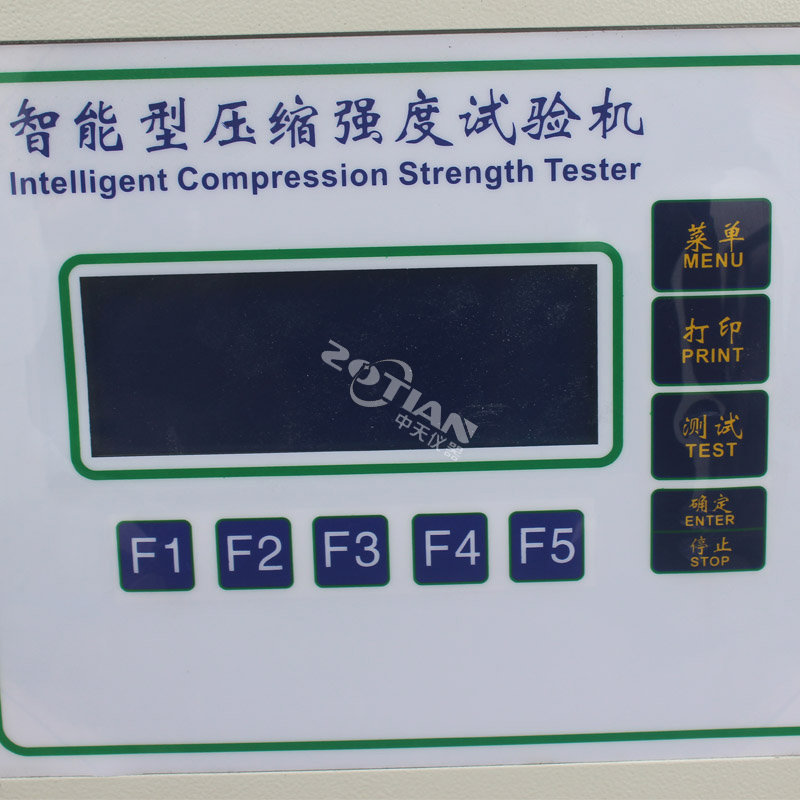 智能型压缩强度试验机
Intelligent Compression Strength Tester
菜单
MENU
打印
PRINT
测试
TEST
确定
ENTER
停止
STOP
ZOTIAN
中天仪器
F1 F2 F3 F4 F5